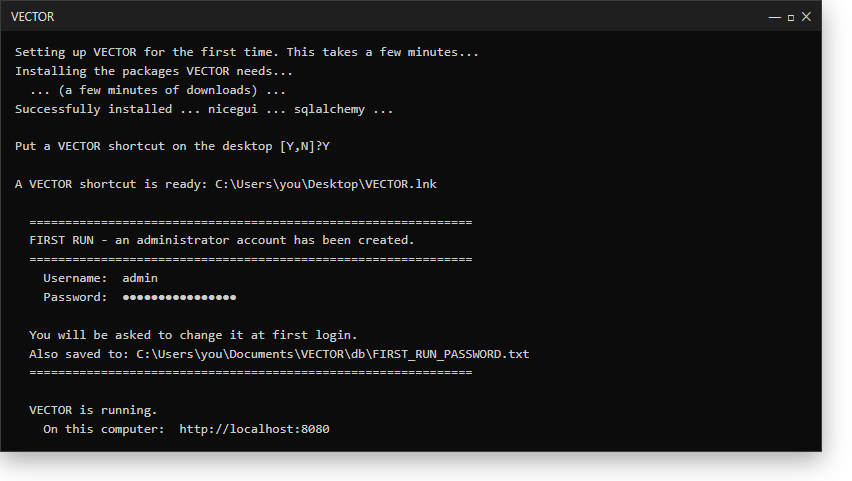 VECTOR
Setting up VECTOR for the first time. This takes a few minutes...
Installing the packages VECTOR needs...
... (a few minutes of downloads) ...
Successfully installed ... nicegui ... sqlalchemy ...
Put a VECTOR shortcut on the desktop [Y,N]?Y
A VECTOR shortcut is ready: C:\Users\you\Desktop\VECTOR.lnk
==============================================================
FIRST RUN - an administrator account has been created.
==============================================================
Username:  admin
Password:  ●●●●●●●●●●●●●●●●
You will be asked to change it at first login.
Also saved to: C:\Users\you\Documents\VECTOR\db\FIRST_RUN_PASSWORD.txt
==============================================================
VECTOR is running.
On this computer:  http://localhost:8080